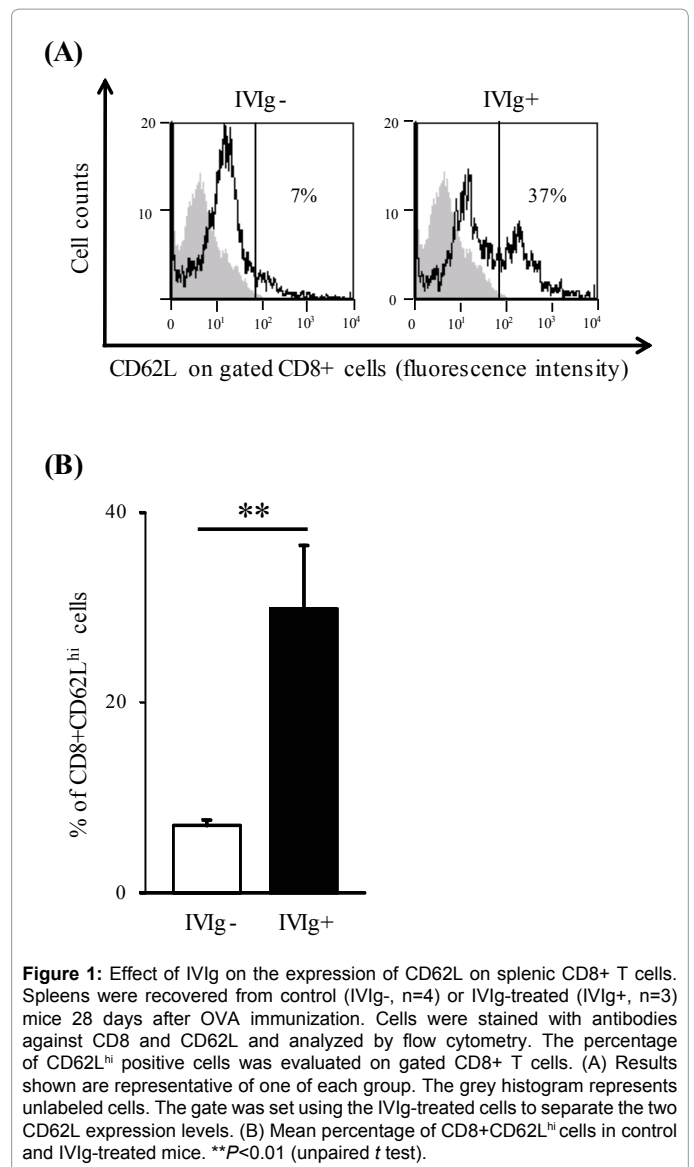 (A)
IVIg -
IVIg+
20
10
0
7%
20
10
0
37%
Cell counts
0 10¹ 10² 10³ 10⁴
0 10¹ 10² 10³ 10⁴
CD62L on gated CD8+ cells (fluorescence intensity)
(B)
40
20
0
**
% of CD8+CD62Lʰⁱ cells
IVIg -
IVIg+
Figure 1: Effect of IVIg on the expression of CD62L on splenic CD8+ T cells.
Spleens were recovered from control (IVIg-, n=4) or IVIg-treated (IVIg+, n=3)
mice 28 days after OVA immunization. Cells were stained with antibodies
against CD8 and CD62L and analyzed by flow cytometry. The percentage
of CD62Lʰⁱ positive cells was evaluated on gated CD8+ T cells. (A) Results
shown are representative of one of each group. The grey histogram represents
unlabeled cells. The gate was set using the IVIg-treated cells to separate the two
CD62L expression levels. (B) Mean percentage of CD8+CD62Lʰⁱ cells in control
and IVIg-treated mice. **P<0.01 (unpaired t test).